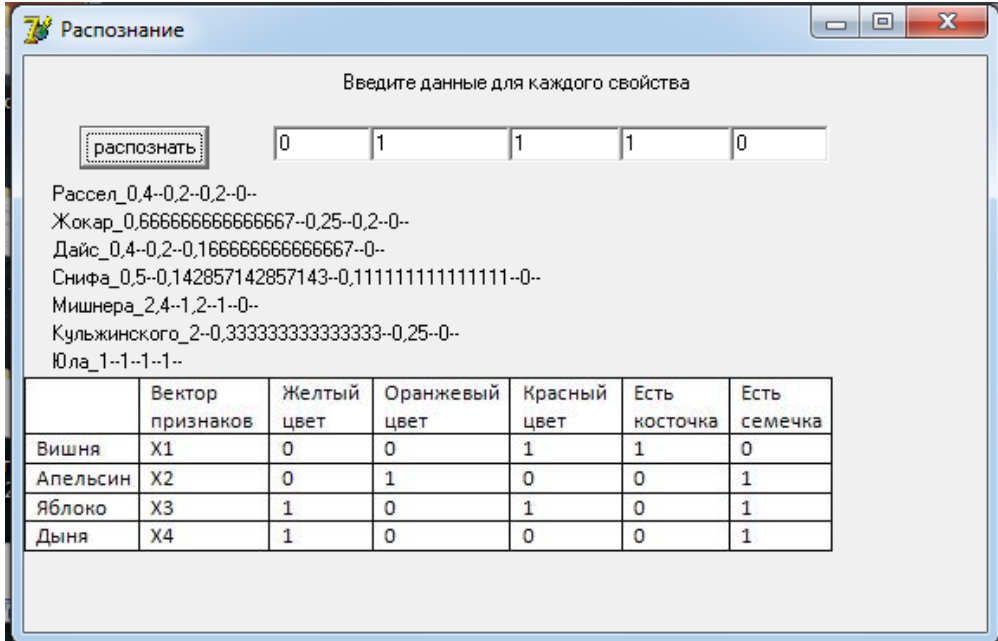 Распознание
Введите данные для каждого свойства
распознать 0 1 1 1 0
Рассел_0,4--0,2--0,2--0--
Жокар_0,666666666666667--0,25--0,2--0--
Дайс_0,4--0,2--0,166666666666667--0--
Снифа_0,5--0,142857142857143--0,111111111111111--0--
Мишнера_2,4--1,2--1--0--
Кульжинского_2--0,333333333333333--0,25--0--
Юла_1--1--1--1--
Вектор Желтый Оранжевый Красный Есть Есть
признаков цвет цвет цвет косточка семечка
Вишня X1 0 0 1 1 0
Апельсин X2 0 1 0 0 1
Яблоко X3 1 0 1 0 1
Дыня X4 1 0 0 0 1